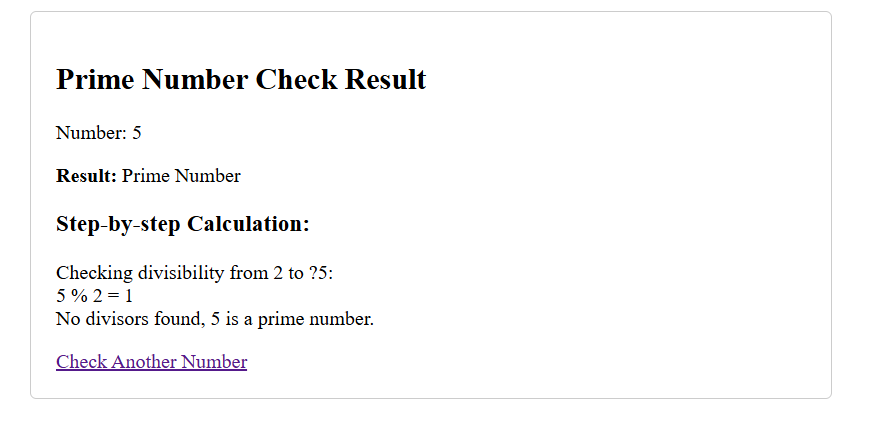 Prime Number Check Result
Number: 5
Result: Prime Number
Step-by-step Calculation:
Checking divisibility from 2 to ?5:
5 % 2 = 1
No divisors found, 5 is a prime number.
Check Another Number